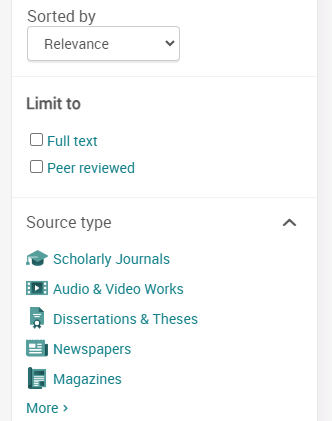 Sorted by
Relevance
Limit to
Full text
Peer reviewed
Source type
Scholarly Journals
Audio & Video Works
Dissertations & Theses
Newspapers
Magazines
More ›